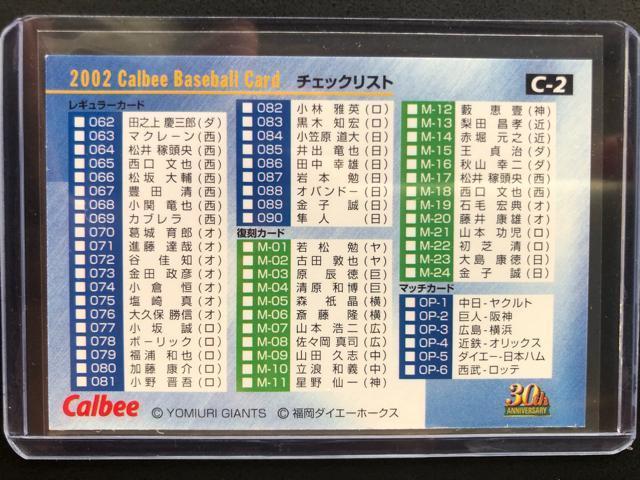 2002 Calbee Baseball Card チェックリスト C-2
レギュラーカード
062 田之上 慶三郎(ダ)
063 マクレーン(西)
064 松井 稼頭央(西)
065 西口 文也(西)
066 松坂 大輔(西)
067 豊田 清(西)
068 小関 竜也(西)
069 カブレラ(西)
070 葛城 育郎(オ)
071 進藤 達哉(オ)
072 谷 佳知(オ)
073 金田 政彦(オ)
074 小倉 恒(オ)
075 塩崎 真(オ)
076 大久保 勝信(オ)
077 小坂 誠(ロ)
078 ボーリック(ロ)
079 福浦 和也(ロ)
080 加藤 康介(ロ)
081 小野 晋吾(ロ)
082 小林 雅英(ロ)
083 黒木 知宏(ロ)
084 小笠原 道大(日)
085 井出 竜也(日)
086 田中 幸雄(日)
087 岩本 勉(日)
088 オバンドー(日)
089 金子 誠(日)
090 隼人(日)
復刻カード
M-01 若松 勉(ヤ)
M-02 古田 敦也(ヤ)
M-03 原 辰徳(巨)
M-04 清原 和博(巨)
M-05 森 祇晶(横)
M-06 斎藤 隆(横)
M-07 山本 浩二(広)
M-08 佐々岡 真司(広)
M-09 山田 久志(中)
M-10 立浪 和義(中)
M-11 星野 仙一(神)
M-12 藪 恵壹(神)
M-13 梨田 昌孝(近)
M-14 赤堀 元之(近)
M-15 王 貞治(ダ)
M-16 秋山 幸二(ダ)
M-17 松井 稼頭央(西)
M-18 西口 文也(西)
M-19 石毛 宏典(オ)
M-20 藤井 康雄(オ)
M-21 山本 功児(ロ)
M-22 初芝 清(ロ)
M-23 大島 康徳(日)
M-24 金子 誠(日)
マッチカード
OP-1 中日-ヤクルト
OP-2 巨人-阪神
OP-3 広島-横浜
OP-4 近鉄-オリックス
OP-5 ダイエー-日本ハム
OP-6 西武-ロッテ
Calbee © YOMIURI GIANTS © 福岡ダイエーホークス
30th
ANNIVERSARY